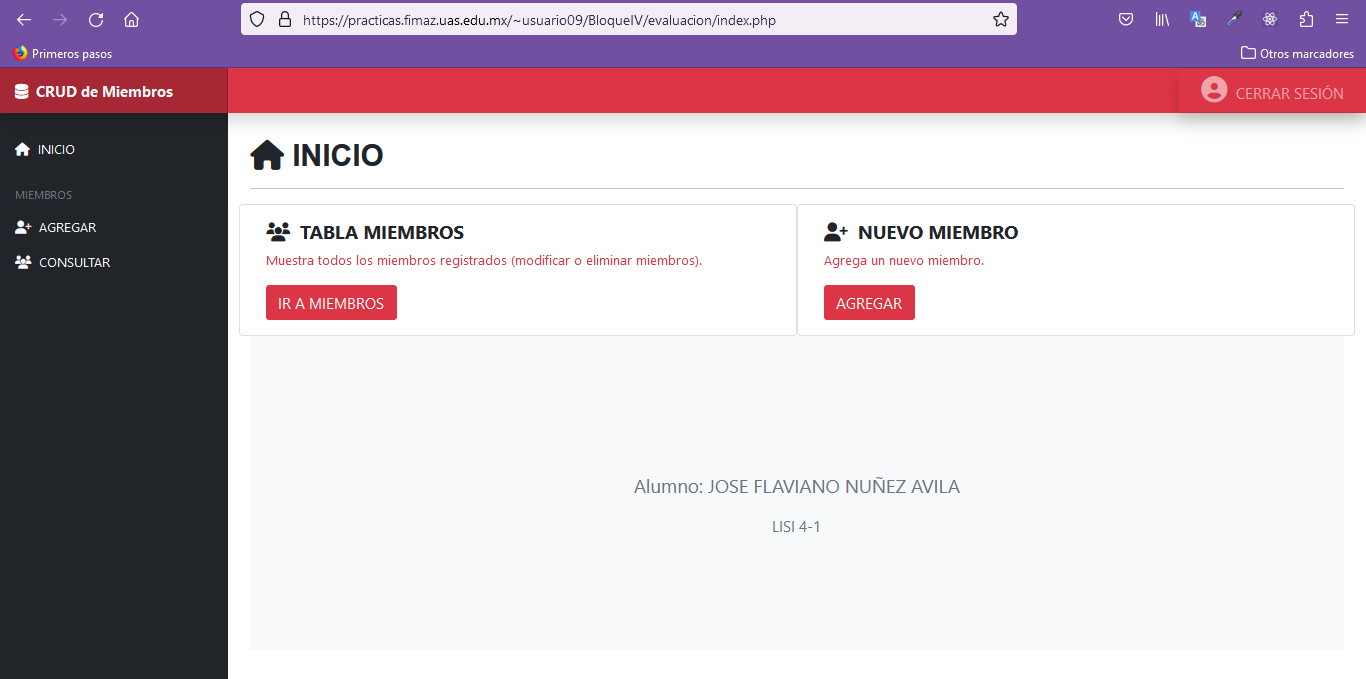 https://practicas.fimaz.uas.edu.mx/~usuario09/BloqueIV/evaluacion/index.php
Primeros pasos
Otros marcadores
CRUD de Miembros
CERRAR SESIÓN
INICIO
MIEMBROS
AGREGAR
CONSULTAR
INICIO
TABLA MIEMBROS
Muestra todos los miembros registrados (modificar o eliminar miembros).
IR A MIEMBROS
NUEVO MIEMBRO
Agrega un nuevo miembro.
AGREGAR
Alumno: JOSE FLAVIANO NUÑEZ AVILA
LISI 4-1